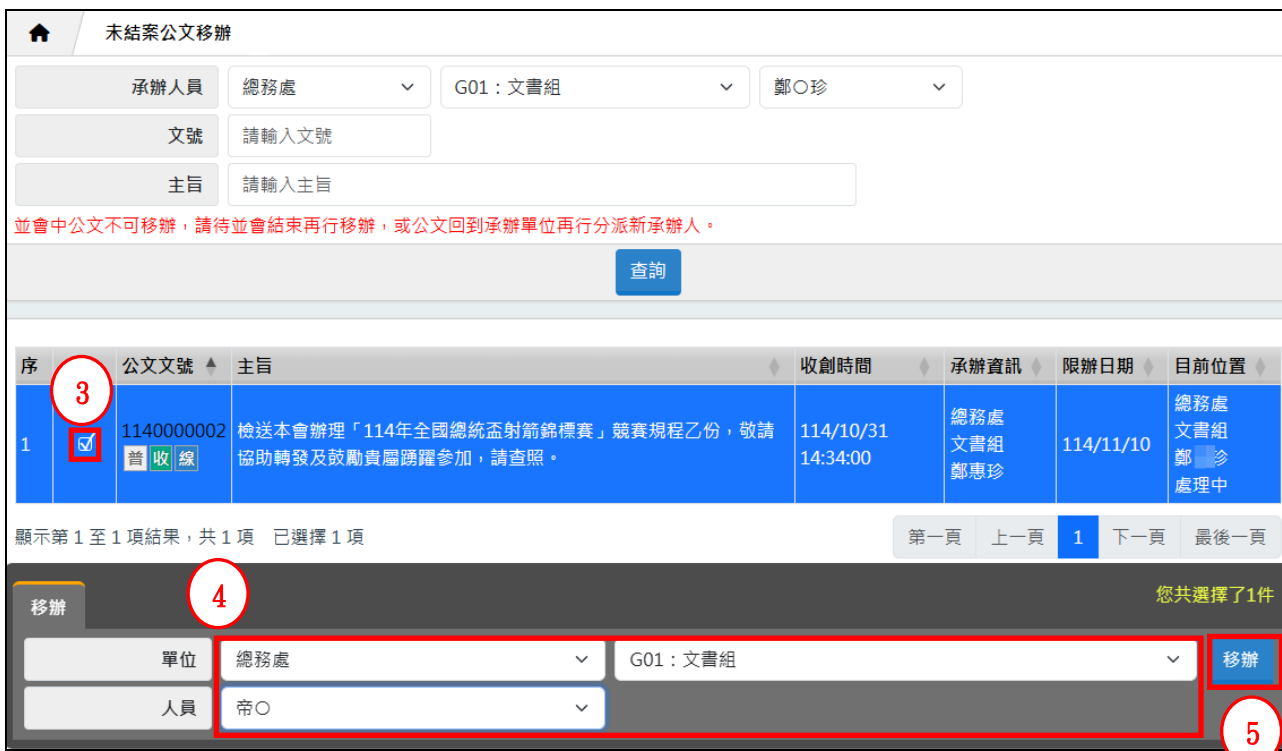 未結案公文移辦
承辦人員 總務處 G01：文書組 鄭○珍
文號 請輸入文號
主旨 請輸入主旨
並會中公文不可移辦，請待並會結束再行移辦，或公文回到承辦單位再行分派新承辦人。
查詢
序 公文文號 主旨 收創時間 承辦資訊 限辦日期 目前位置
3
1 1140000002 檢送本會辦理「114年全國總統盃射箭錦標賽」競賽規程乙份，敬請 114/10/31 總務處 114/11/10 總務處
普 收 線 協助轉發及鼓勵貴屬踴躍參加，請查照。 14:34:00 文書組 文書組
鄭惠珍 鄭 珍
處理中
顯示第 1 至 1 項結果，共 1 項 已選擇 1 項 第一頁 上一頁 1 下一頁 最後一頁
移辦 4 您共選擇了1件
單位 總務處 G01：文書組 移辦
人員 帝○
5